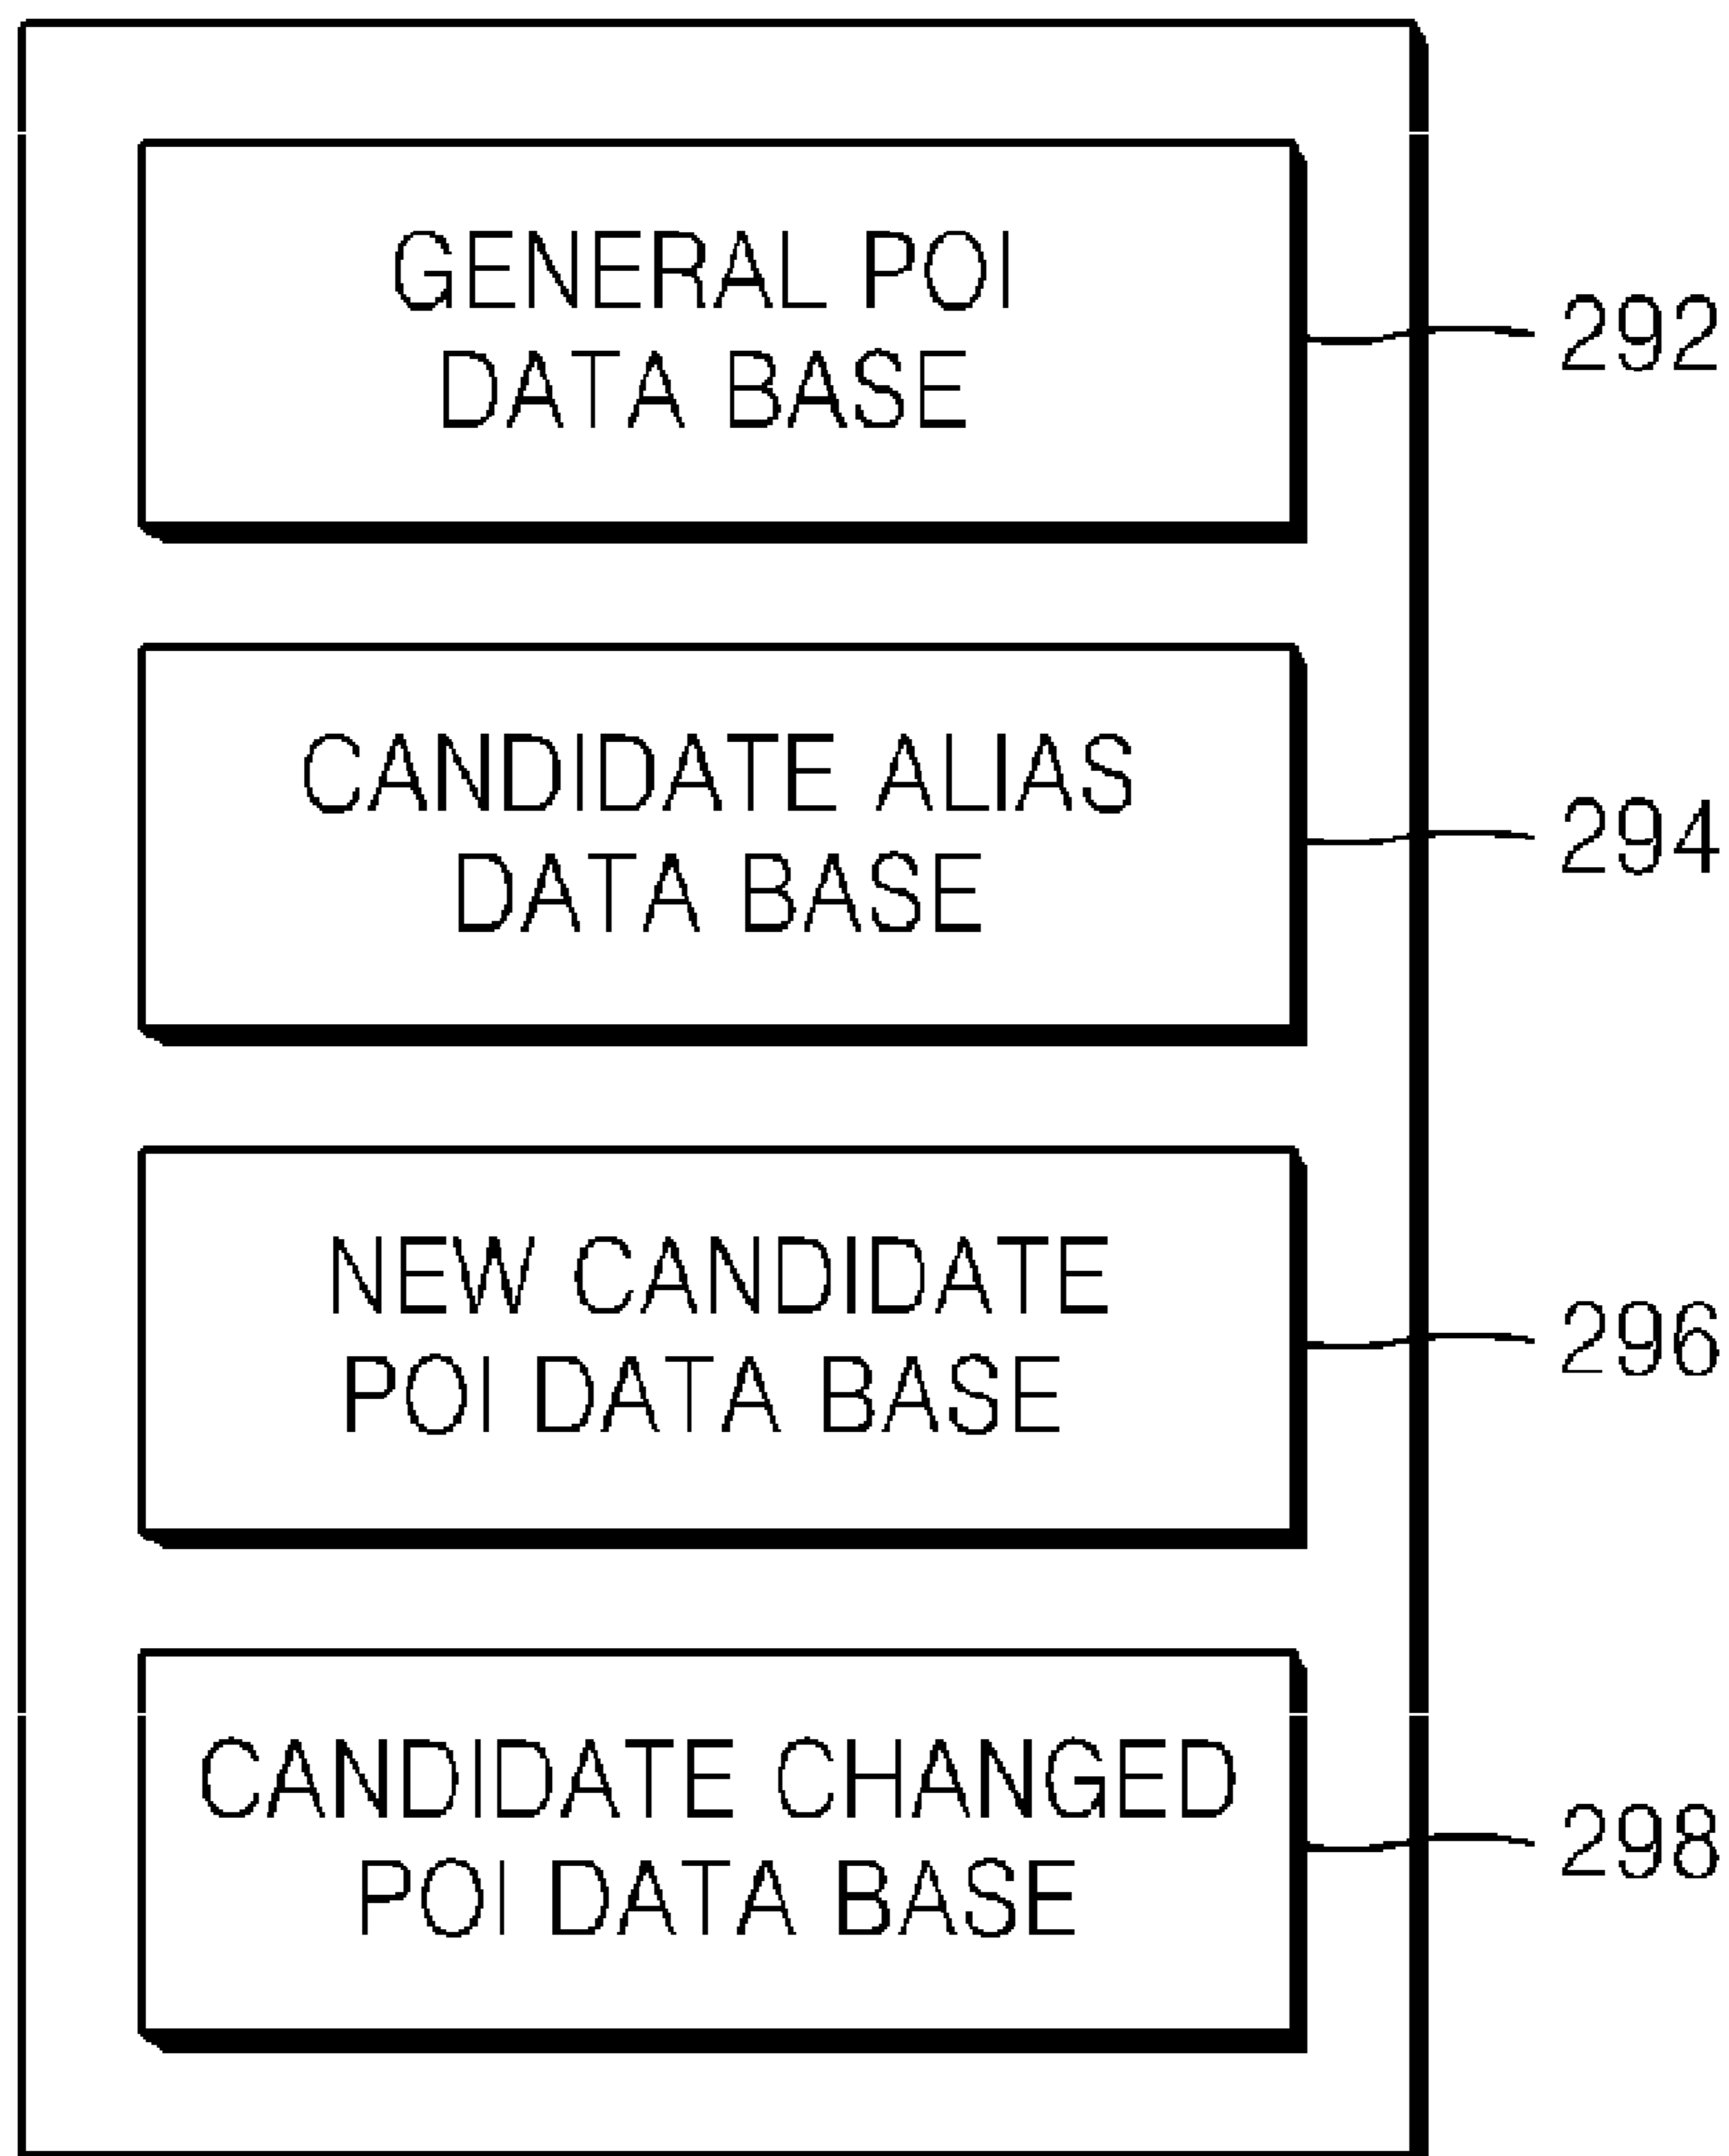 GENERAL POI
DATA BASE
292
CANDIDATE ALIAS
DATA BASE
294
NEW CANDIDATE
POI DATA BASE
296
CANDIDATE CHANGED
POI DATA BASE
298